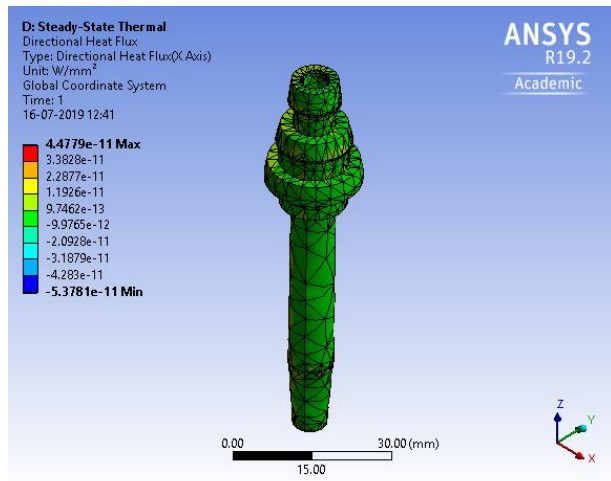 D: Steady-State Thermal
Directional Heat Flux
Type: Directional Heat Flux(X Axis)
Unit: W/mm²
Global Coordinate System
Time: 1
16-07-2019 12:41
ANSYS
R19.2
Academic
4.4779e-11 Max
3.3828e-11
2.2877e-11
1.1926e-11
9.7462e-13
-9.9765e-12
-2.0928e-11
-3.1879e-11
-4.283e-11
-5.3781e-11 Min
0.00
30.00 (mm)
15.00
Z
Y
X